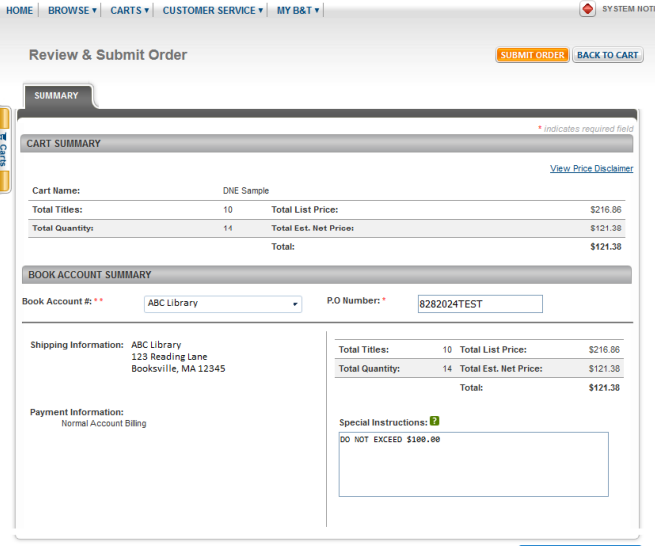 HOME BROWSE CARTS CUSTOMER SERVICE MY B&T SYSTEM
Review & Submit Order SUBMIT ORDER BACK TO CART
SUMMARY
* indicates required field
Carts
CART SUMMARY
View Price Disclaimer
Cart Name: DNE Sample
Total Titles: 10 Total List Price: $216.86
Total Quantity: 14 Total Est. Net Price: $121.38
Total: $121.38
BOOK ACCOUNT SUMMARY
Book Account #: ** ABC Library P.O Number: * 8282024TEST
Shipping Information: ABC Library
123 Reading Lane
Booksville, MA 12345
Total Titles: 10 Total List Price: $216.86
Total Quantity: 14 Total Est. Net Price: $121.38
Total: $121.38
Payment Information:
Normal Account Billing
Special Instructions: ?
DO NOT EXCEED $100.00